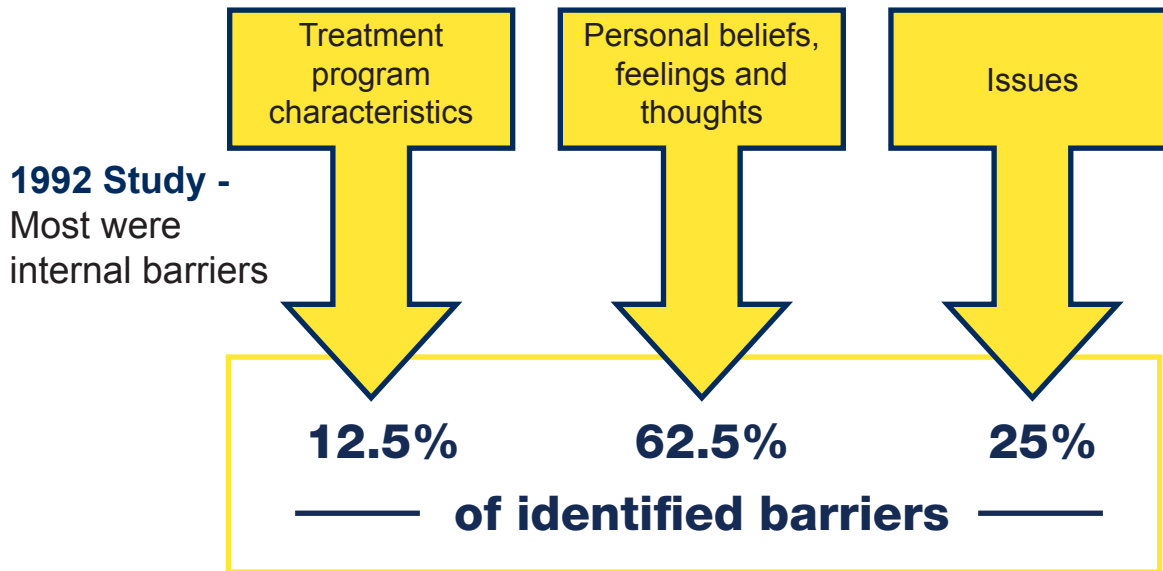 Treatment
program
characteristics
Personal beliefs,
feelings and
thoughts
Issues
1992 Study -
Most were
internal barriers
12.5%
62.5%
25%
of identified barriers